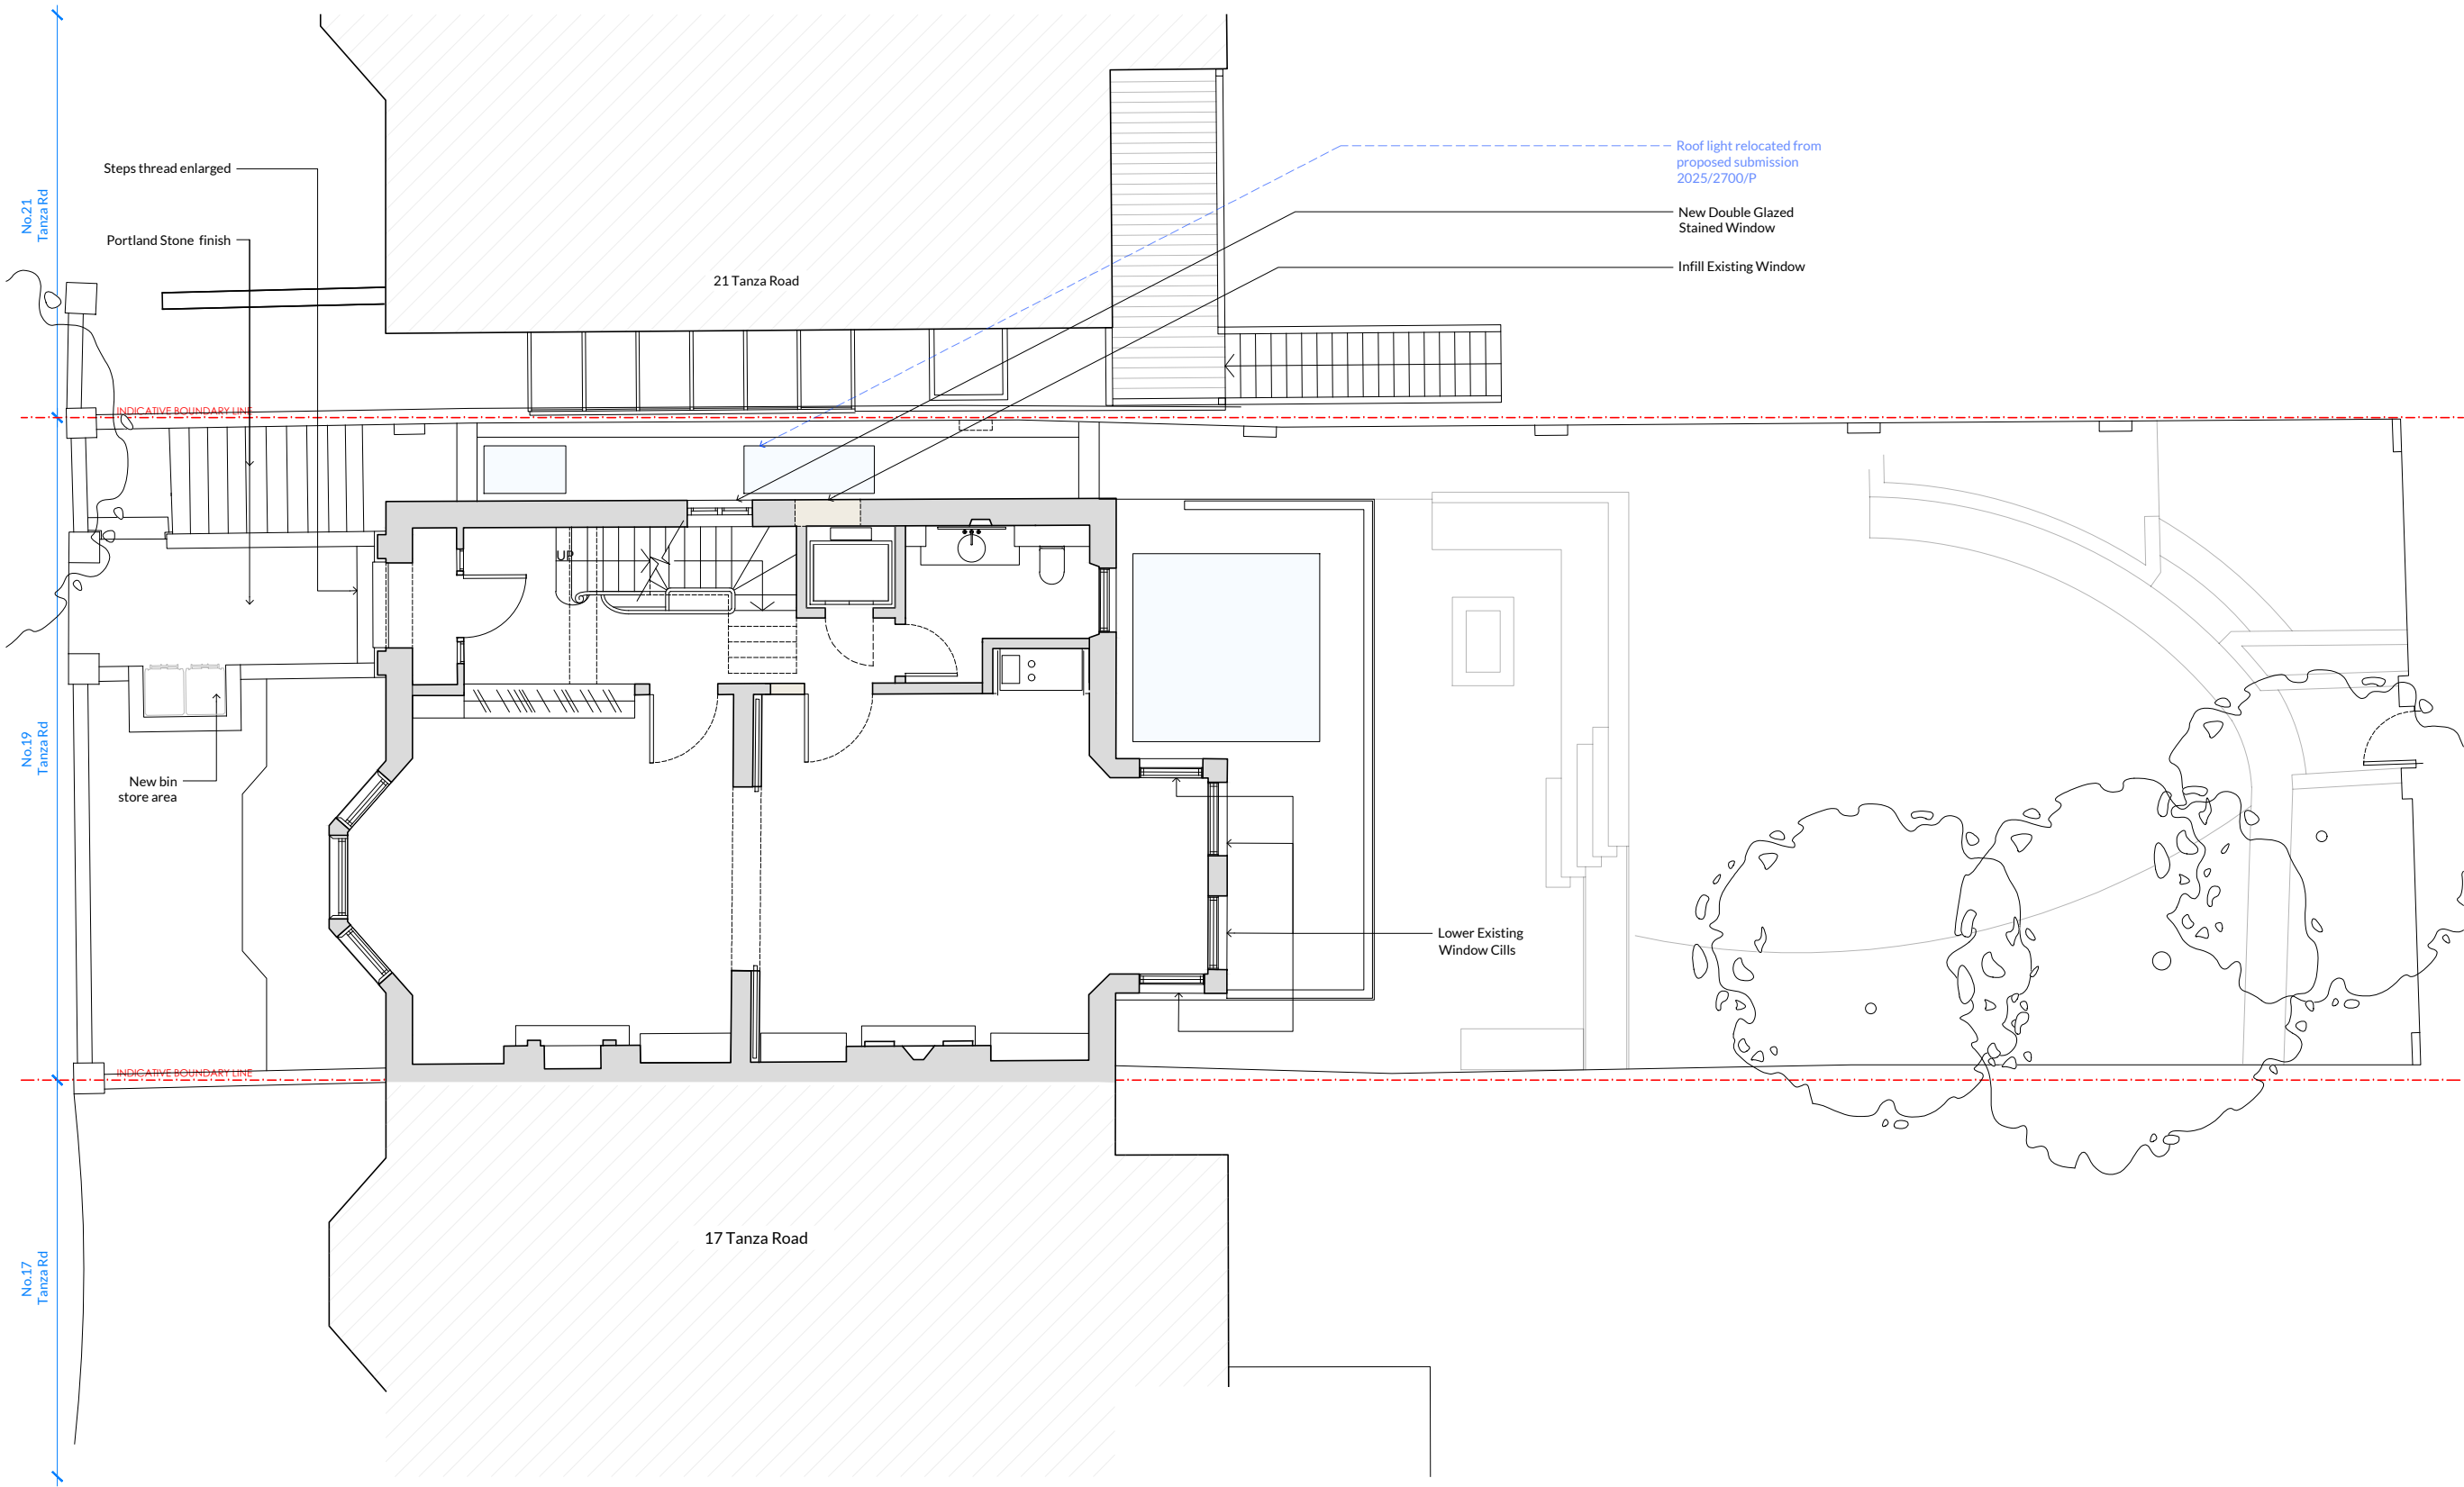 No.21
Tanza Rd
Steps thread enlarged
Portland Stone finish
21 Tanza Road
Roof light relocated from
proposed submission
2025/2700/P
New Double Glazed
Stained Window
Infill Existing Window
INDICATIVE BOUNDARY LINE
UP
No.19
Tanza Rd
New bin
store area
Lower Existing
Window Cills
INDICATIVE BOUNDARY LINE
17 Tanza Road
No.17
Tanza Rd